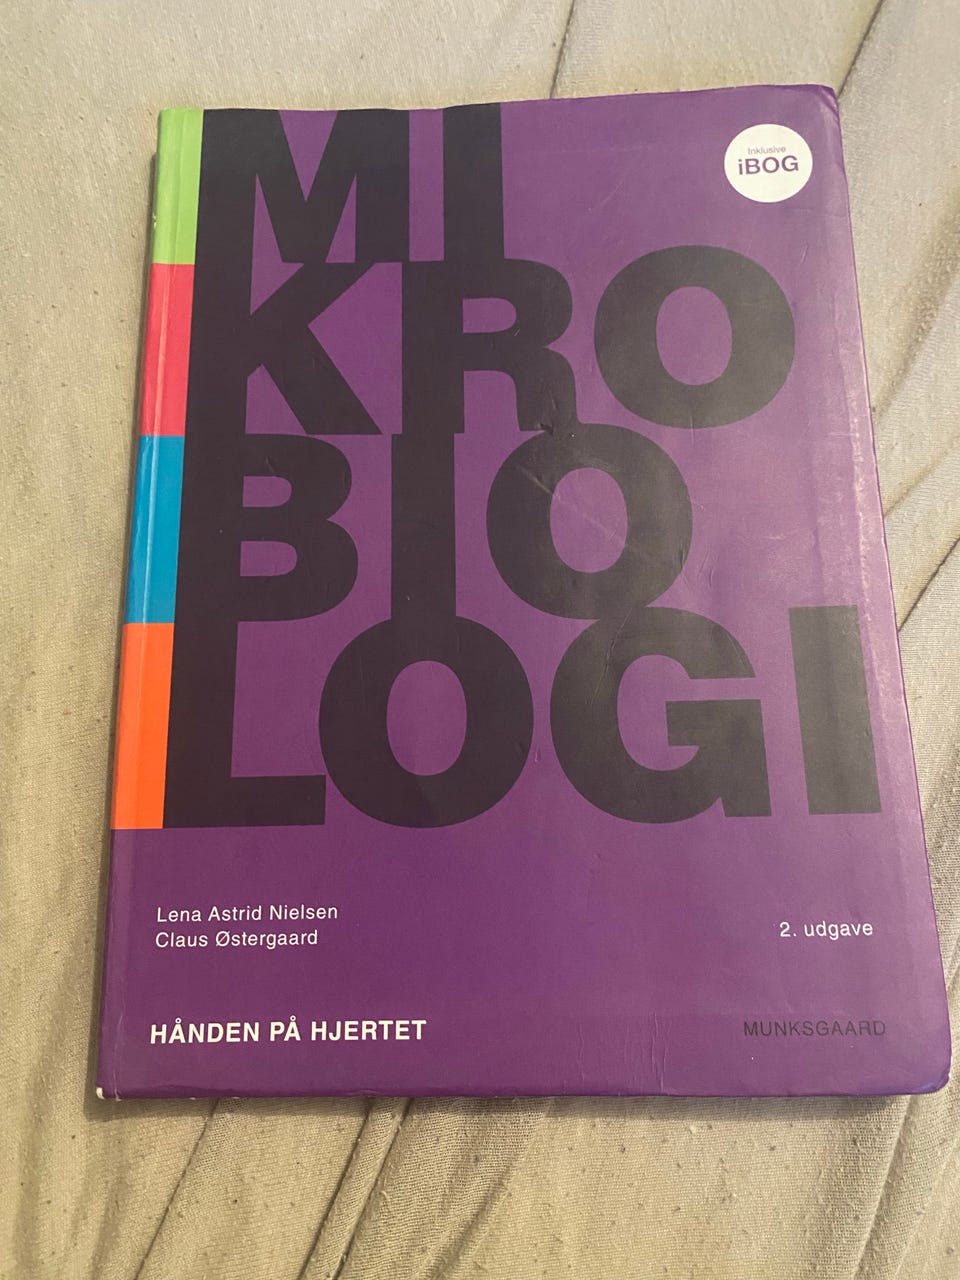 Inklusive
iBOG
MI
KRO
BIO
LOGI
Lena Astrid Nielsen
Claus Østergaard
2. udgave
HÅNDEN PÅ HJERTET
MUNKSGAARD